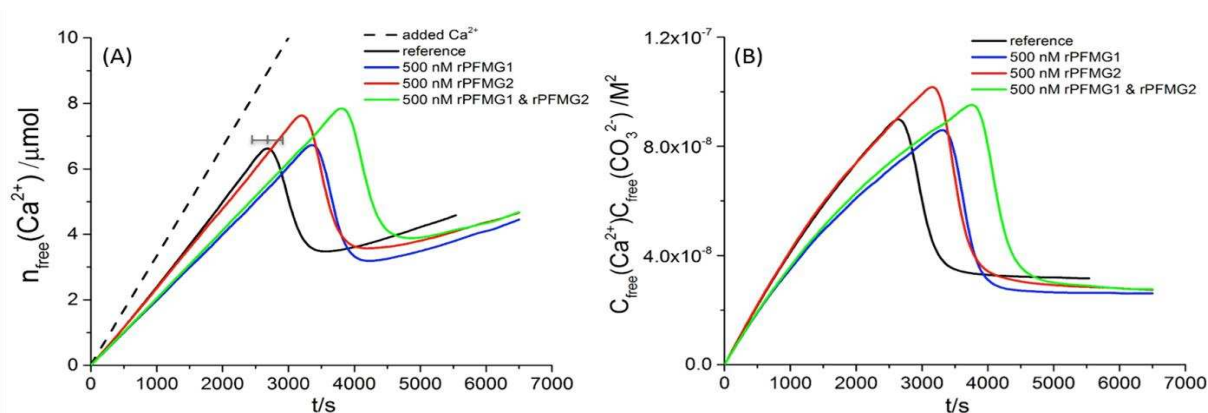 (A)
added Ca²⁺
reference
500 nM rPFMG1
500 nM rPFMG2
500 nM rPFMG1 & rPFMG2
n_free(Ca²⁺) /μmol
10
8
6
4
2
0
0 1000 2000 3000 4000 5000 6000 7000
t/s
(B)
reference
500 nM rPFMG1
500 nM rPFMG2
500 nM rPFMG1 & rPFMG2
C_free(Ca²⁺)C_free(CO₃²⁻) /M²
1.2x10⁻⁷
8.0x10⁻⁸
4.0x10⁻⁸
0.0
0 1000 2000 3000 4000 5000 6000 7000
t/s